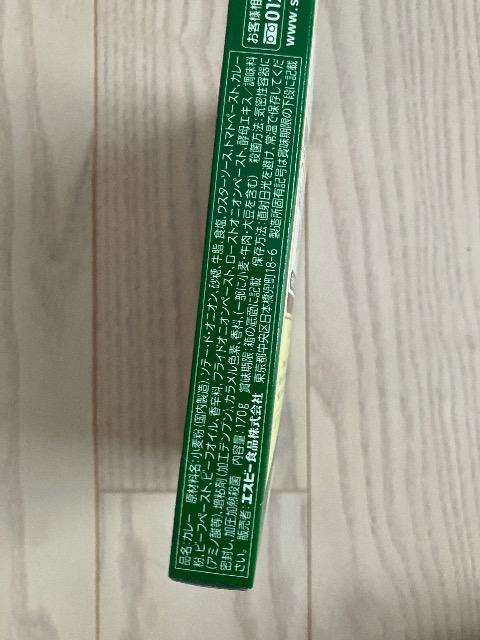 お客様相
01
www.s
品名:カレー 原材料名:小麦粉(国内製造)、ソテー・ド・オニオン、砂糖、牛脂、食塩、ウスターソース、トマトペースト、カレー
粉、ビーフペースト、ビーフオイル、香辛料、フライドオニオンペースト、ローストオニオンペースト、酵母エキス/調味料
(アミノ酸等)、増粘剤(加工デンプン)、カラメル色素、香料、(一部に小麦・牛肉・大豆を含む) 殺菌方法:気密性容器に
密封し、加圧加熱殺菌 内容量:170g 賞味期限:箱の底面に記載 保存方法:直射日光を避け、常温で保存してくだ
さい。 販売者:エスビー食品株式会社 東京都中央区日本橋兜町18-6 製造所固有記号は賞味期限の下段に記載